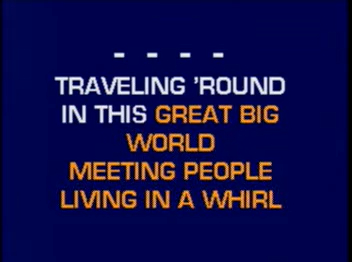 - - - -
TRAVELING 'ROUND
IN THIS GREAT BIG
WORLD
MEETING PEOPLE
LIVING IN A WHIRL